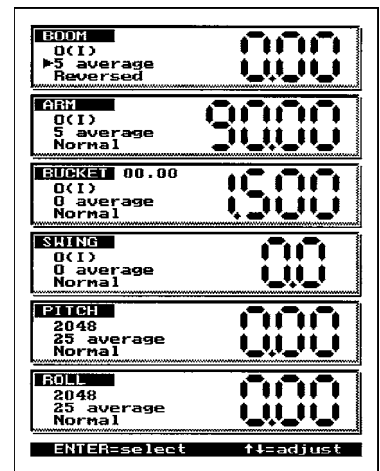 BOOM
0(I)
►5 average
Reversed
0.00
ARM
0(I)
5 average
Normal
90.00
BUCKET 00.00
0(I)
0 average
Normal
1.500
SWING
0(I)
0 average
Normal
0.0
PITCH
2048
25 average
Normal
0.00
ROLL
2048
25 average
Normal
0.00
ENTER=select ↑↓=adjust